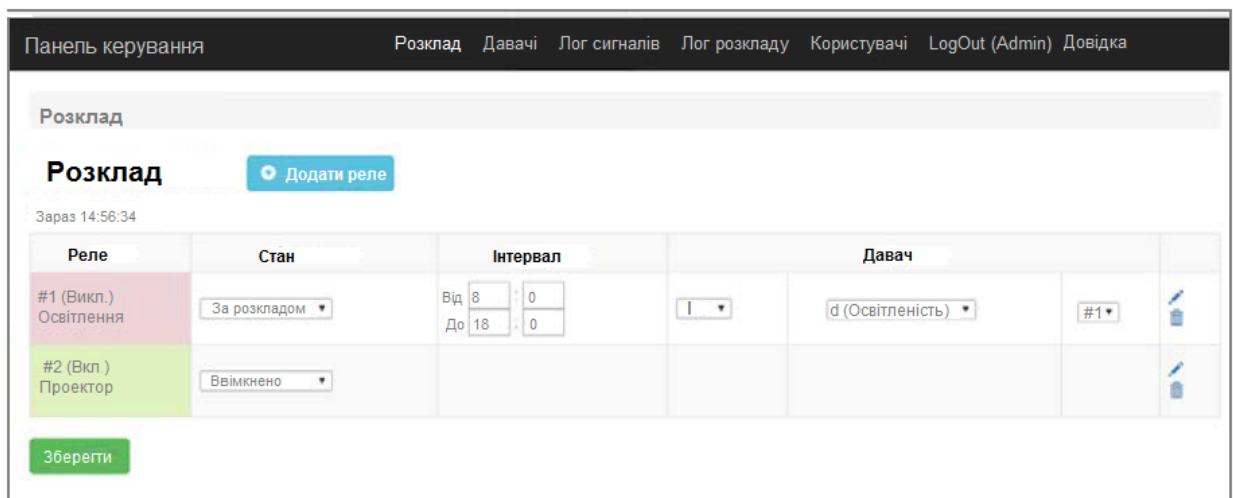 Панель керування Розклад Давачі Лог сигналів Лог розкладу Користувачі LogOut (Admin) Довідка
Розклад
Розклад Додати реле
Зараз 14:56:34
Реле Стан Інтервал Давач
#1 (Викл.)
Освітлення
За розкладом
Від 8 : 0
До 18 : 0
І
d (Освітленість)
#1
#2 (Вкл )
Проектор
Ввімкнено
Зберегти